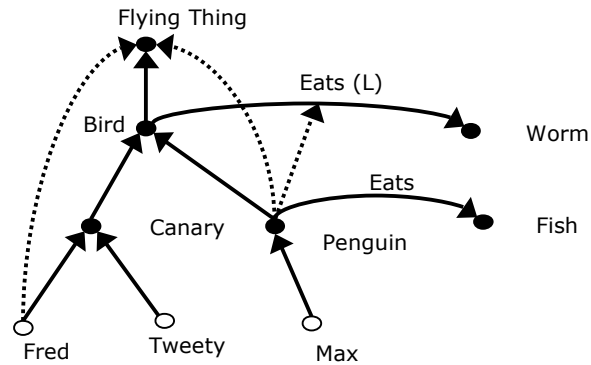 Flying Thing
Eats (L)
Bird
Worm
Eats
Canary
Penguin
Fish
Fred
Tweety
Max